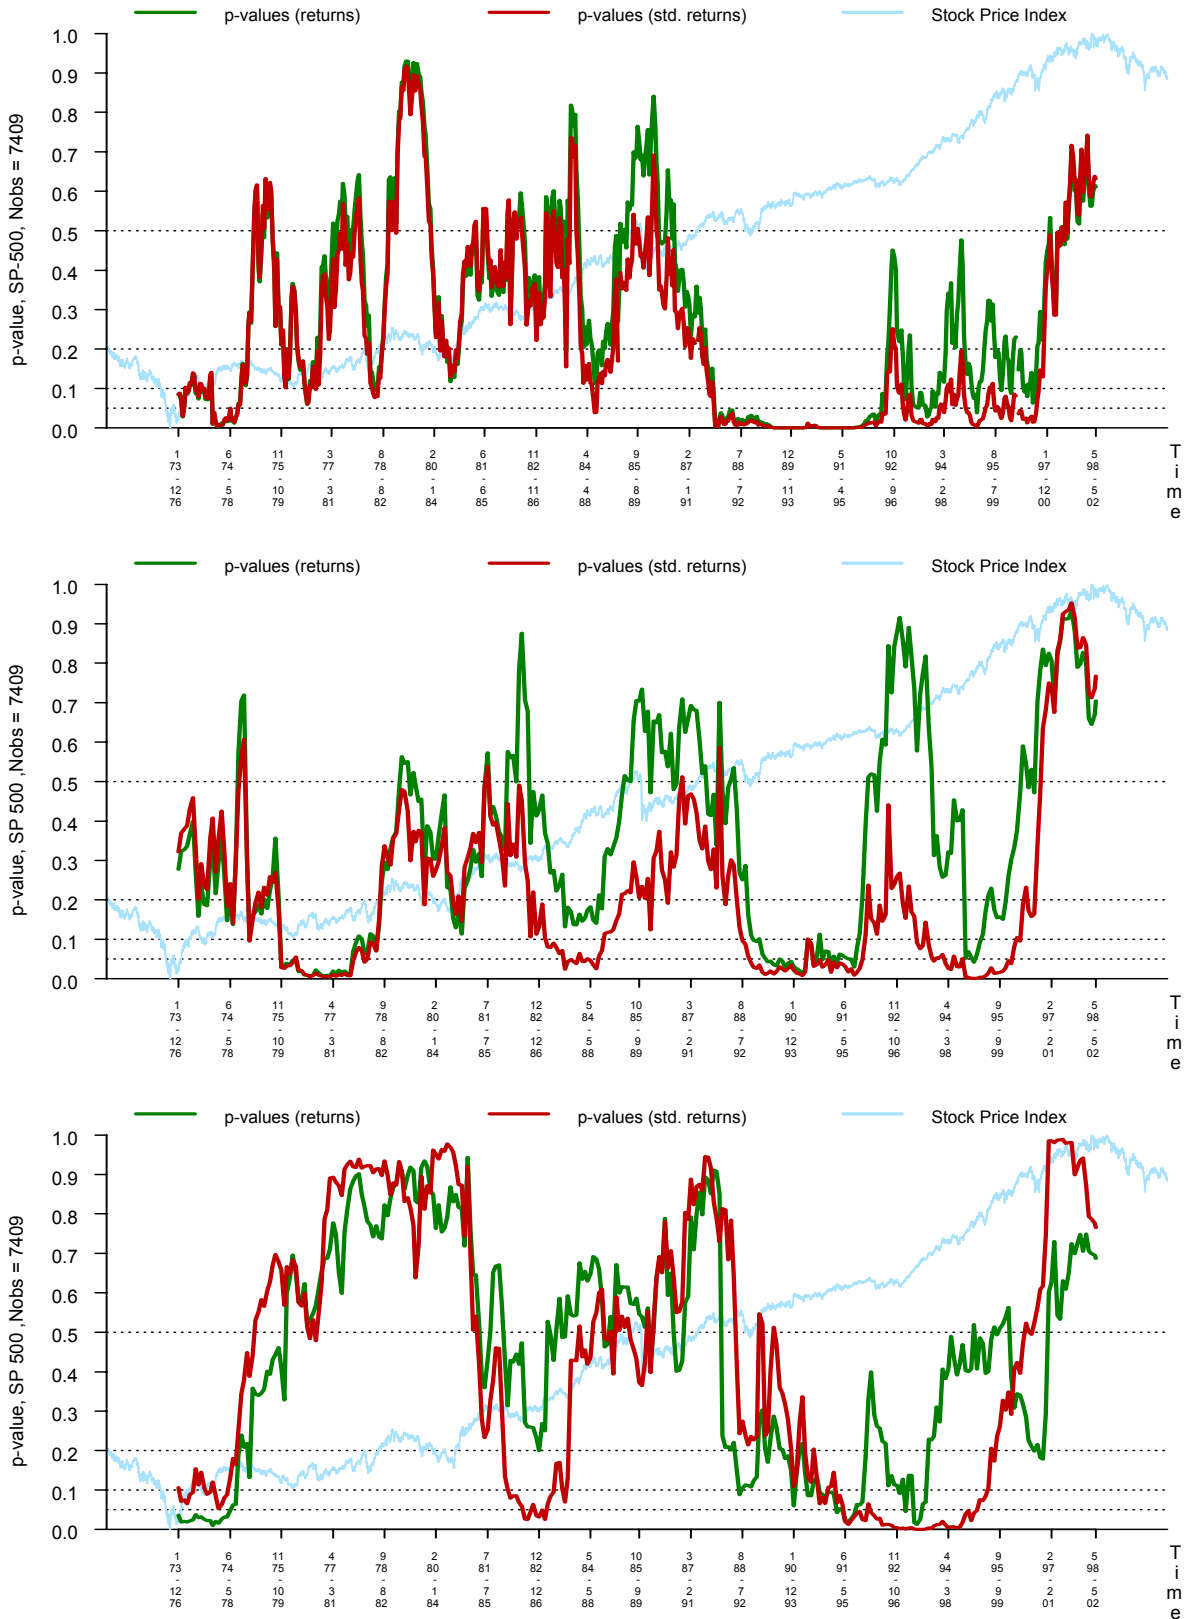 p-values (returns) p-values (std. returns) Stock Price Index
p-value, SP-500, Nobs = 7409
1.0
0.9
0.8
0.7
0.6
0.5
0.4
0.3
0.2
0.1
0.0
1 6 11 3 8 2 6 11 4 9 2 7 12 5 10 3 8 1 5
73 74 75 77 78 80 81 82 84 85 87 88 89 91 92 94 95 97 98
- - - - - - - - - - - - - - - - - - -
12 5 10 3 8 1 6 11 4 8 1 7 11 4 9 2 7 12 5
76 78 79 81 82 84 85 86 88 89 91 92 93 95 96 98 99 00 02
Time
p-values (returns) p-values (std. returns) Stock Price Index
p-value, SP 500 ,Nobs = 7409
1.0
0.9
0.8
0.7
0.6
0.5
0.4
0.3
0.2
0.1
0.0
1 6 11 4 9 2 7 12 5 10 3 8 1 6 11 4 9 2 5
73 74 75 77 78 80 81 82 84 85 87 88 90 91 92 94 95 97 98
- - - - - - - - - - - - - - - - - - -
12 5 10 3 8 1 7 12 5 9 2 7 12 5 10 3 9 2 5
76 78 79 81 82 84 85 86 88 89 91 92 93 95 96 98 99 01 02
Time
p-values (returns) p-values (std. returns) Stock Price Index
p-value, SP 500 ,Nobs = 7409
1.0
0.9
0.8
0.7
0.6
0.5
0.4
0.3
0.2
0.1
0.0
1 6 11 4 9 2 7 12 5 10 3 8 1 6 11 4 9 2 5
73 74 75 77 78 80 81 82 84 85 87 88 90 91 92 94 95 97 98
- - - - - - - - - - - - - - - - - - -
12 5 10 3 8 1 7 12 5 9 2 7 12 5 10 3 9 2 5
76 78 79 81 82 84 85 86 88 89 91 92 93 95 96 98 99 01 02
Time